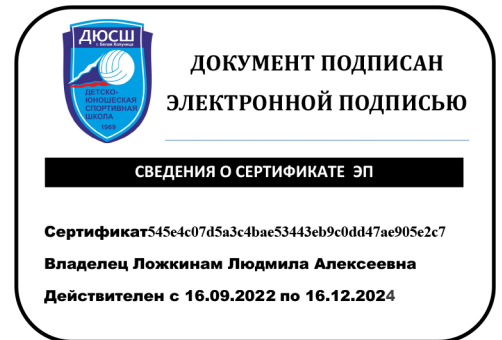 ДЮСШ
г. Белая Холуница
ДЕТСКО-
ЮНОШЕСКАЯ
СПОРТИВНАЯ
ШКОЛА
1969
ДОКУМЕНТ ПОДПИСАН
ЭЛЕКТРОННОЙ ПОДПИСЬЮ
СВЕДЕНИЯ О СЕРТИФИКАТЕ ЭП
Сертификат545e4c07d5a3c4bae53443eb9c0dd47ae905e2c7
Владелец Ложкинам Людмила Алексеевна
Действителен с 16.09.2022 по 16.12.2024